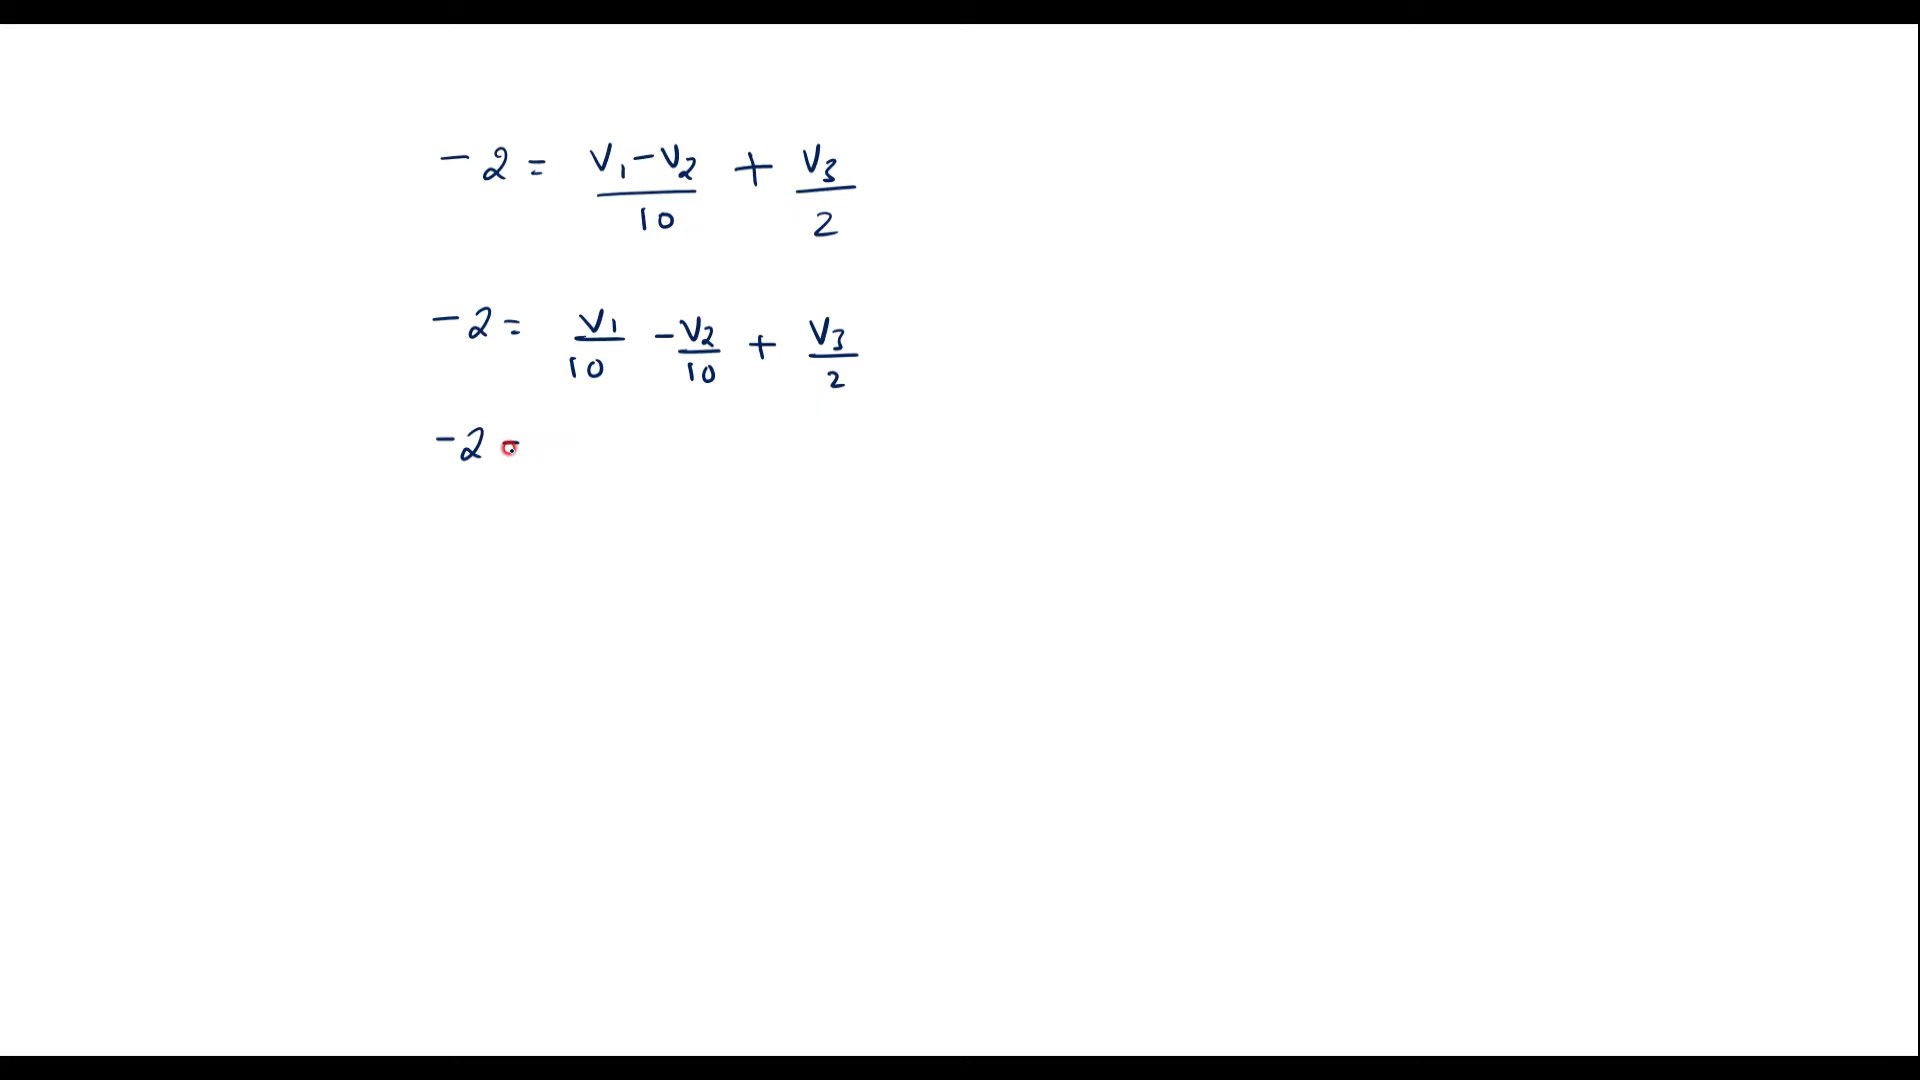 -2 = (V₁-V₂)/10 + V₃/2
-2 = V₁/10 - V₂/10 + V₃/2
-2